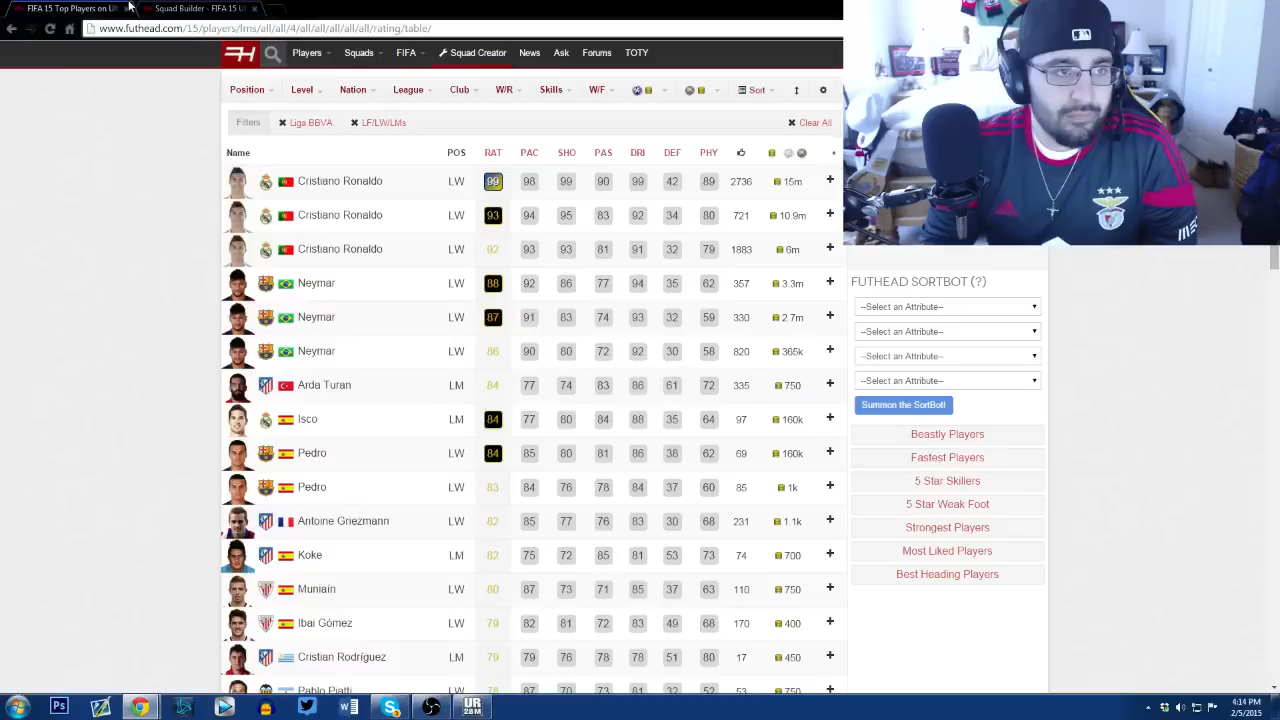 FIFA 15 Top Players on Ult
Squad Builder - FIFA 15 U
www.futhead.com/15/players/lms/all/all/4/all/all/all/all/all/rating/table/
Players Squads FIFA Squad Creator News Ask Forums TOTY
Position Level Nation League Club W/R Skills W/F Sort
Filters Liga BBVA LF/LW/LMs Clear All
Name POS RAT PAC SHO PAS DRI DEF PHY
Cristiano Ronaldo LW 99 98 99 90 99 42 89 2736 15m
Cristiano Ronaldo LW 93 94 95 83 92 34 80 721 10.9m
Cristiano Ronaldo LW 92 93 93 81 91 32 79 1883 6m
Neymar LW 88 92 86 77 94 35 62 357 3.3m
Neymar LW 87 91 83 74 93 32 59 330 2.7m
Neymar LW 86 90 80 72 92 30 58 820 365k
Arda Turan LM 84 77 74 83 86 61 72 335 750
Isco LM 84 77 80 84 88 35 64 97 160k
Pedro LW 84 85 80 81 86 38 62 69 160k
Pedro LW 83 84 76 78 84 37 60 1k
Antoine Griezmann LW 82 85 77 76 83 68 1.1k
Koke LM 82 75 72 85 81 53 73 74 700
Muniaín LW 80 80 73 71 85 63 110 750
Ibai Gómez LW 79 82 81 72 83 49 68 170 400
Cristian Rodríguez LM 79 79 76 78 78 51 80 17 450
Pablo Piatti LW 78 87 70 73 81 750
FUTHEAD SORTBOT (?)
--Select an Attribute--
--Select an Attribute--
--Select an Attribute--
--Select an Attribute--
Summon the SortBot!
Beastly Players
Fastest Players
5 Star Skillers
5 Star Weak Foot
Strongest Players
Most Liked Players
Best Heading Players
4:14 PM
2/5/2015